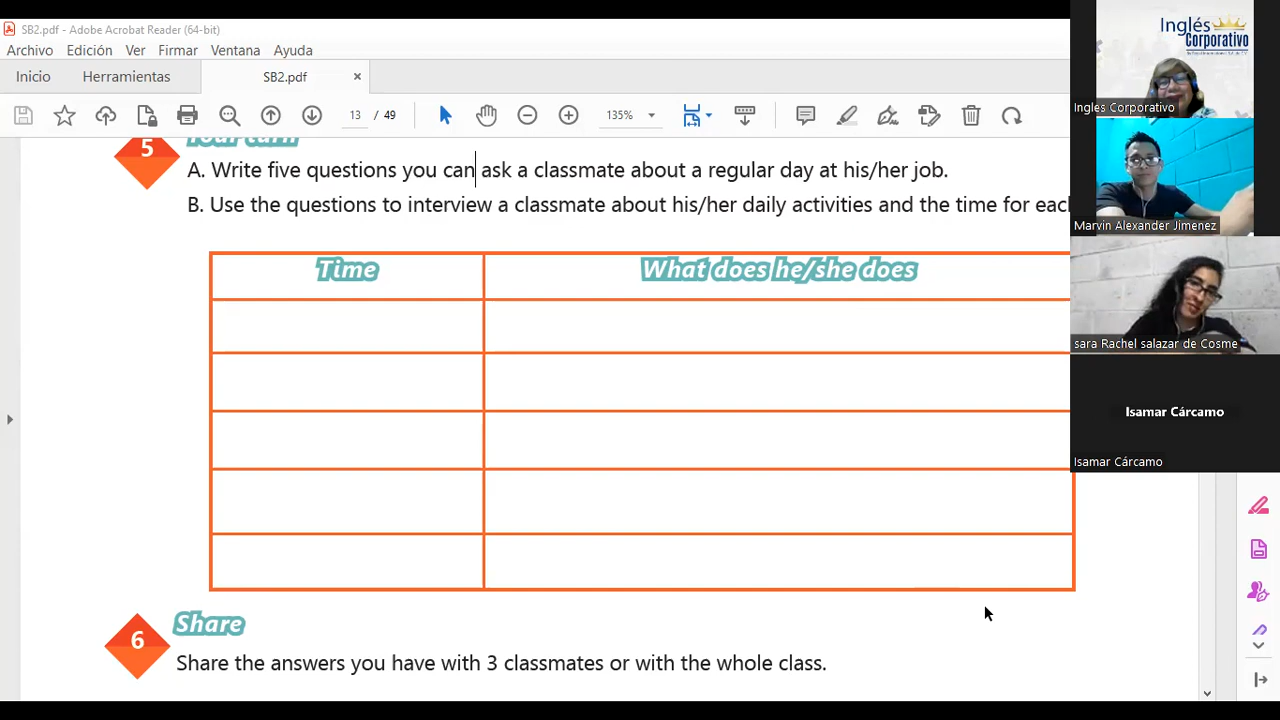 SB2.pdf - Adobe Acrobat Reader (64-bit)
Archivo Edición Ver Firmar Ventana Ayuda
Inicio Herramientas SB2.pdf ×
13 / 49 135%
5 Your turn
A. Write five questions you can ask a classmate about a regular day at his/her job.
B. Use the questions to interview a classmate about his/her daily activities and the time for each
Time What does he/she does
6 Share
Share the answers you have with 3 classmates or with the whole class.
Inglés
Corporativo
Ingles Corporativo
Marvin Alexander Jimenez
sara Rachel salazar de Cosme
Isamar Cárcamo
Isamar Cárcamo